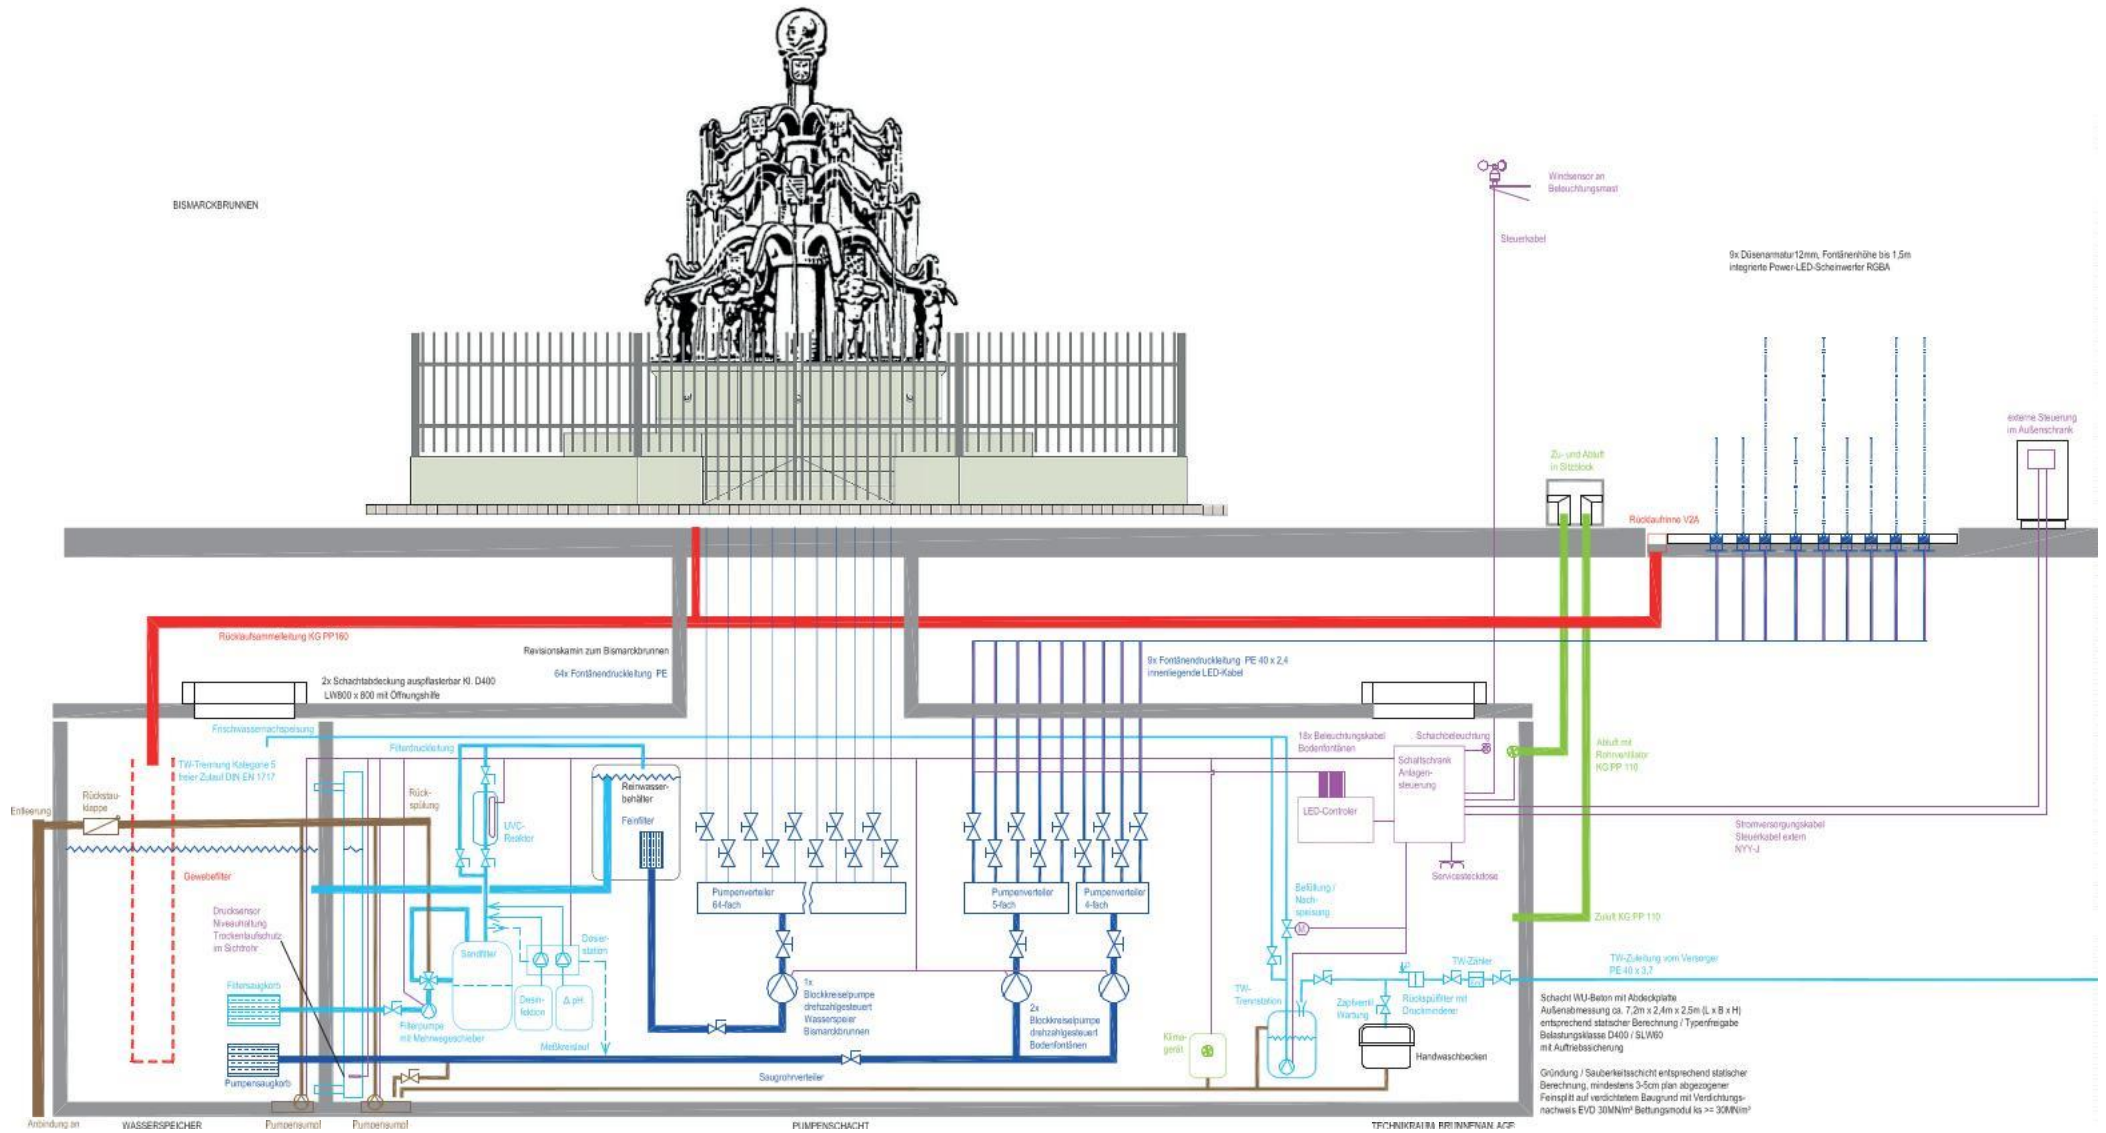 BISMARCKBRUNNEN
Windsensor an
Beleuchtungsmast
Steuerkabel
9x Düsenarmatur12mm, Fontänenhöhe bis 1,5m
integrierte Power-LED-Scheinwerfer RGBA
externe Steuerung
im Außenschrank
Zu- und Abluft
in Sitzblock
Rücklaufrinne V2A
Rücklaufsammelleitung KG PP160
Revisionskamin zum Bismarckbrunnen
64x Fontänendruckleitung PE
2x Schachtabdeckung auspflasterbar Kl. D400
LW800 x 800 mit Öffnungshilfe
9x Fontänendruckleitung PE 40 x 2,4
innenliegende LED-Kabel
Frischwassernachspeisung
Filterdruckleitung
TW-Trennung Kategorie 5
freier Zulauf DIN EN 1717
18x Beleuchtungskabel
Bodenfontänen
Schachtbeleuchtung
Schaltschrank
Anlagen-
steuerung
Abluft mit
Rohrventilator
KG PP 110
Rückstau-
klappe
Entleerung
Rück-
spülung
Reinwasser-
behälter
Feinfilter
UVC-
Reaktor
LED-Controler
Stromversorgungskabel
Steuerkabel extern
NYY-J
Servicesteckdose
Gewebefilter
Pumpenverteiler
64-fach
Pumpenverteiler
5-fach
Pumpenverteiler
4-fach
Befüllung /
Nach-
speisung
M
Zuluft KG PP 110
Drucksensor
Niveauhaltung
Trockenlaufschutz
im Sichtrohr
Dosier-
station
Sandfilter
TW-Zähler
TW-Zuleitung vom Versorger
PE 40 x 3,7
Filtersaugkorb
Desin-
fektion
Δ pH
1x
Blockkreiselpumpe
drehzahlgesteuert
Wasserspeier
Bismarckbrunnen
2x
Blockkreiselpumpe
drehzahlgesteuert
Bodenfontänen
TW-
Trennstation
Zapfventil
Wartung
Rückspülfilter mit
Druckminderer
Filterpumpe
mit Mehrwegeschieber
Meßkreislauf
Klima-
gerät
Handwaschbecken
Pumpensaugkorb
Saugrohrverteiler
Schacht WU-Beton mit Abdeckplatte
Außenabmessung ca. 7,2m x 2,4m x 2,5m (L x B x H)
entsprechend statischer Berechnung / Typenfreigabe
Belastungsklasse D400 / SLW60
mit Auftriebssicherung
Gründung / Sauberkeitsschicht entsprechend statischer
Berechnung, mindestens 3-5cm plan abgezogener
Feinsplitt auf verdichtetem Baugrund mit Verdichtungs-
nachweis EVD 30MN/m² Bettungsmodul ks >= 30MN/m³
Anbindung an
WASSERSPEICHER
Pumpensumpf
Pumpensumpf
PUMPENSCHACHT
TECHNIKRAUM BRUNNENANLAGE